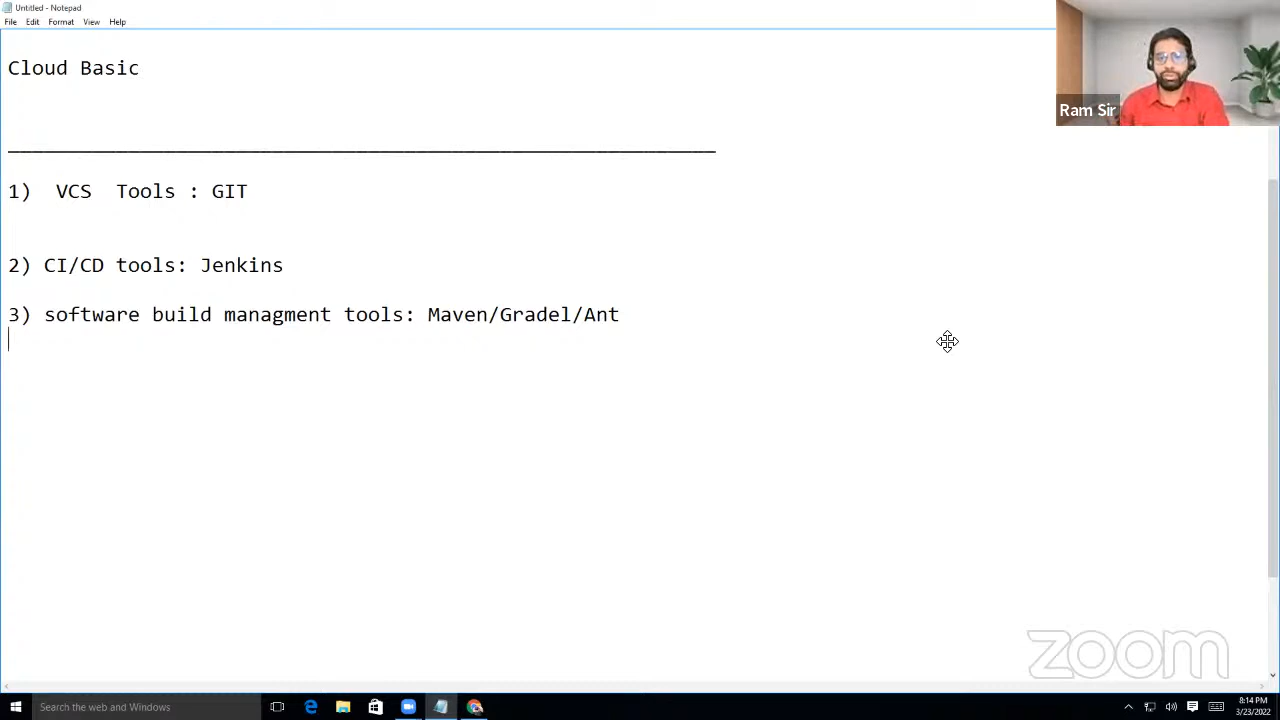 Untitled - Notepad
File Edit Format View Help
Cloud Basic
Ram Sir
___________________________________________________________
1) VCS Tools : GIT
2) CI/CD tools: Jenkins
3) software build managment tools: Maven/Gradel/Ant
zoom
Search the web and Windows
8:14 PM
3/23/2022